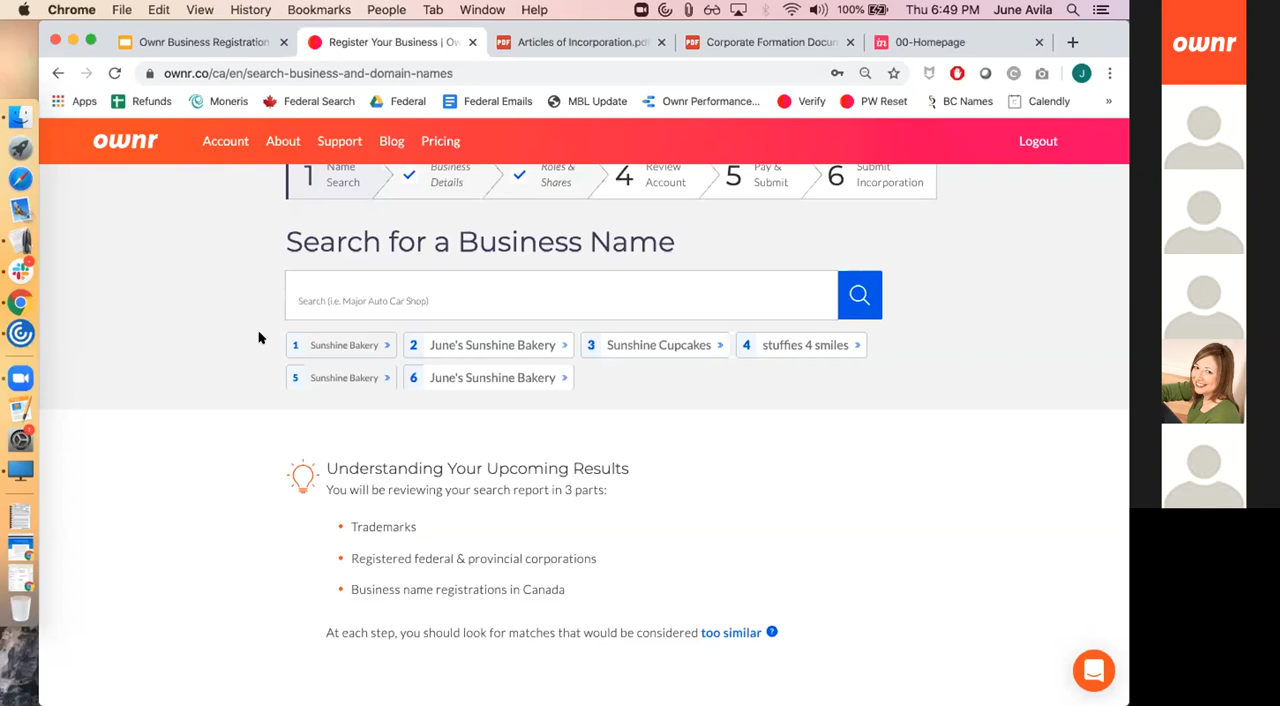 Chrome File Edit View History Bookmarks People Tab Window Help 100% Thu 6:49 PM June Avila
Ownr Business Registration Register Your Business | Ow Articles of Incorporation.pdf Corporate Formation Docum 00-Homepage
ownr.co/ca/en/search-business-and-domain-names J
Apps Refunds Moneris Federal Search Federal Federal Emails MBL Update Ownr Performance... Verify PW Reset BC Names Calendly »
ownr Account About Support Blog Pricing Logout
ownr
1 Name Search Business Details Roles & Shares 4 Review Account 5 Pay & Submit 6 Submit Incorporation
Search for a Business Name
Search (i.e. Major Auto Car Shop)
1 Sunshine Bakery » 2 June's Sunshine Bakery » 3 Sunshine Cupcakes » 4 stuffies 4 smiles »
5 Sunshine Bakery » 6 June's Sunshine Bakery »
Understanding Your Upcoming Results
You will be reviewing your search report in 3 parts:
• Trademarks
• Registered federal & provincial corporations
• Business name registrations in Canada
At each step, you should look for matches that would be considered too similar ?